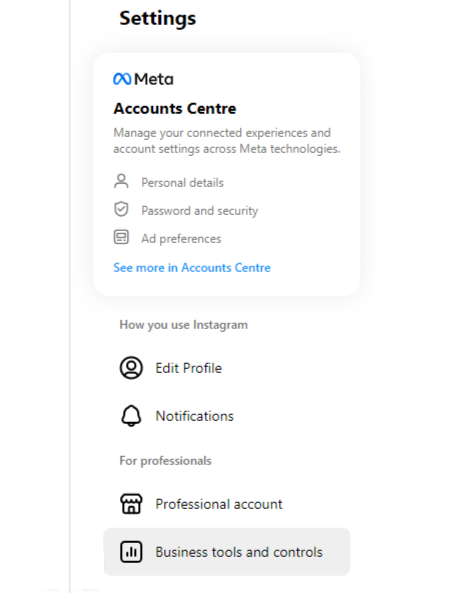 Settings
Meta
Accounts Centre
Manage your connected experiences and
account settings across Meta technologies.
Personal details
Password and security
Ad preferences
See more in Accounts Centre
How you use Instagram
Edit Profile
Notifications
For professionals
Professional account
Business tools and controls